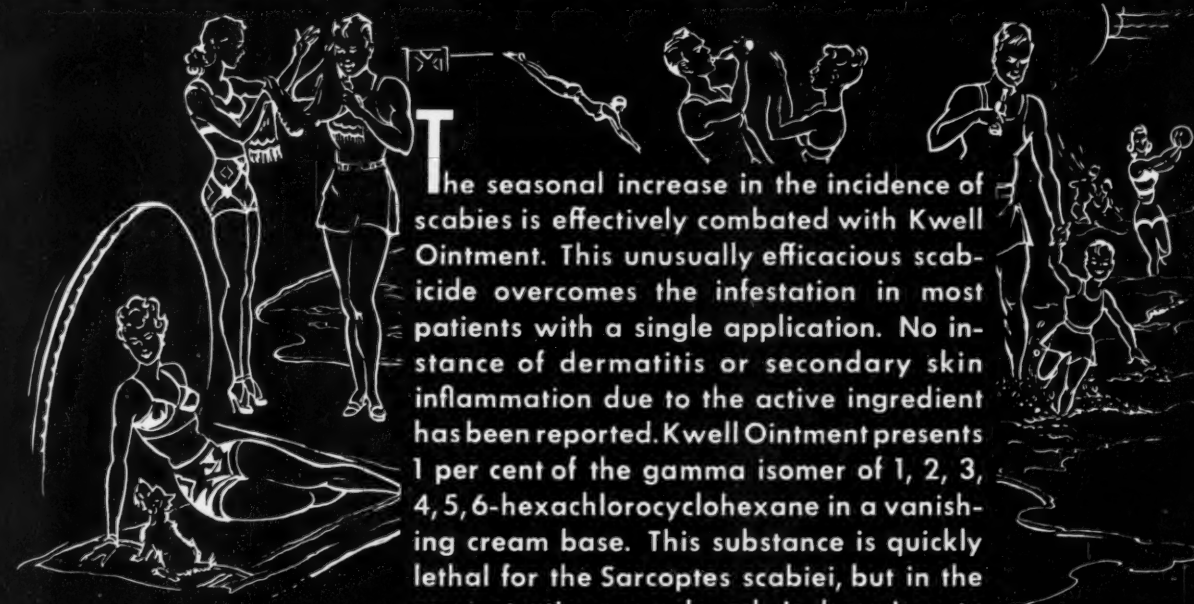 The seasonal increase in the incidence of
scabies is effectively combated with Kwell
Ointment. This unusually efficacious scab-
icide overcomes the infestation in most
patients with a single application. No in-
stance of dermatitis or secondary skin
inflammation due to the active ingredient
has been reported. Kwell Ointment presents
1 per cent of the gamma isomer of 1, 2, 3,
4, 5, 6-hexachlorocyclohexane in a vanish-
ing cream base. This substance is quickly
lethal for the Sarcoptes scabiei, but in the